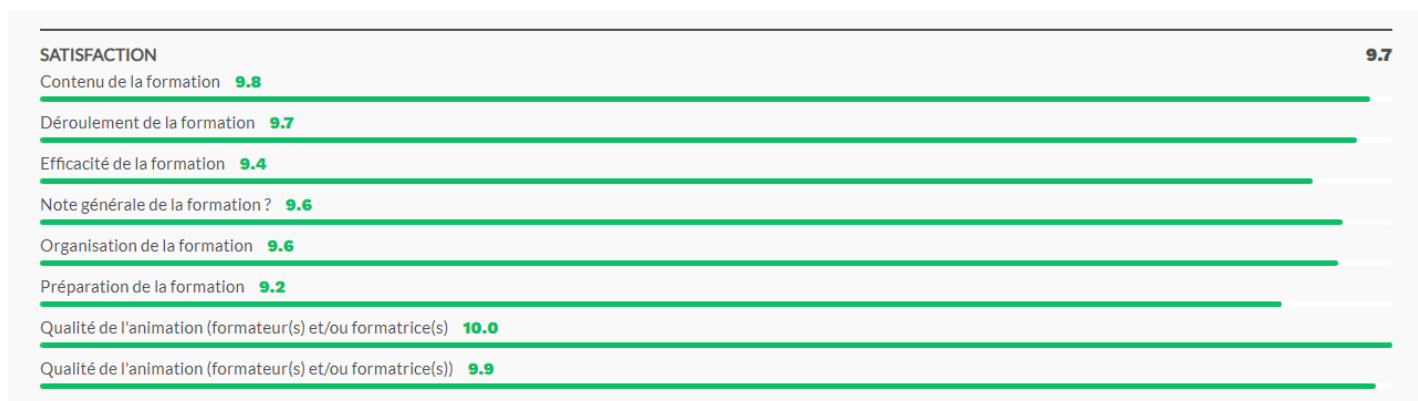 SATISFACTION 9.7
Contenu de la formation 9.8
Déroulement de la formation 9.7
Efficacité de la formation 9.4
Note générale de la formation ? 9.6
Organisation de la formation 9.6
Préparation de la formation 9.2
Qualité de l'animation (formateur(s) et/ou formatrice(s) 10.0
Qualité de l'animation (formateur(s) et/ou formatrice(s)) 9.9